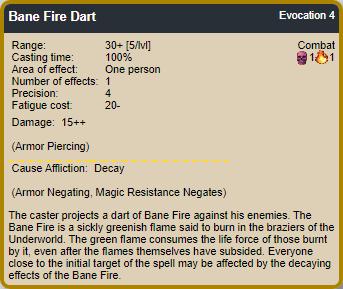 Bane Fire Dart Evocation 4
Range: 30+ [5/lvl] Combat
Casting time: 100% 1 1
Area of effect: One person
Number of effects: 1
Precision: 4
Fatigue cost: 20-
Damage: 15++
(Armor Piercing)
Cause Affliction: Decay
(Armor Negating, Magic Resistance Negates)
The caster projects a dart of Bane Fire against his enemies. The
Bane Fire is a sickly greenish flame said to burn in the braziers of the
Underworld. The green flame consumes the life force of those burnt
by it, even after the flames themselves have subsided. Everyone
close to the initial target of the spell may be affected by the decaying
effects of the Bane Fire.